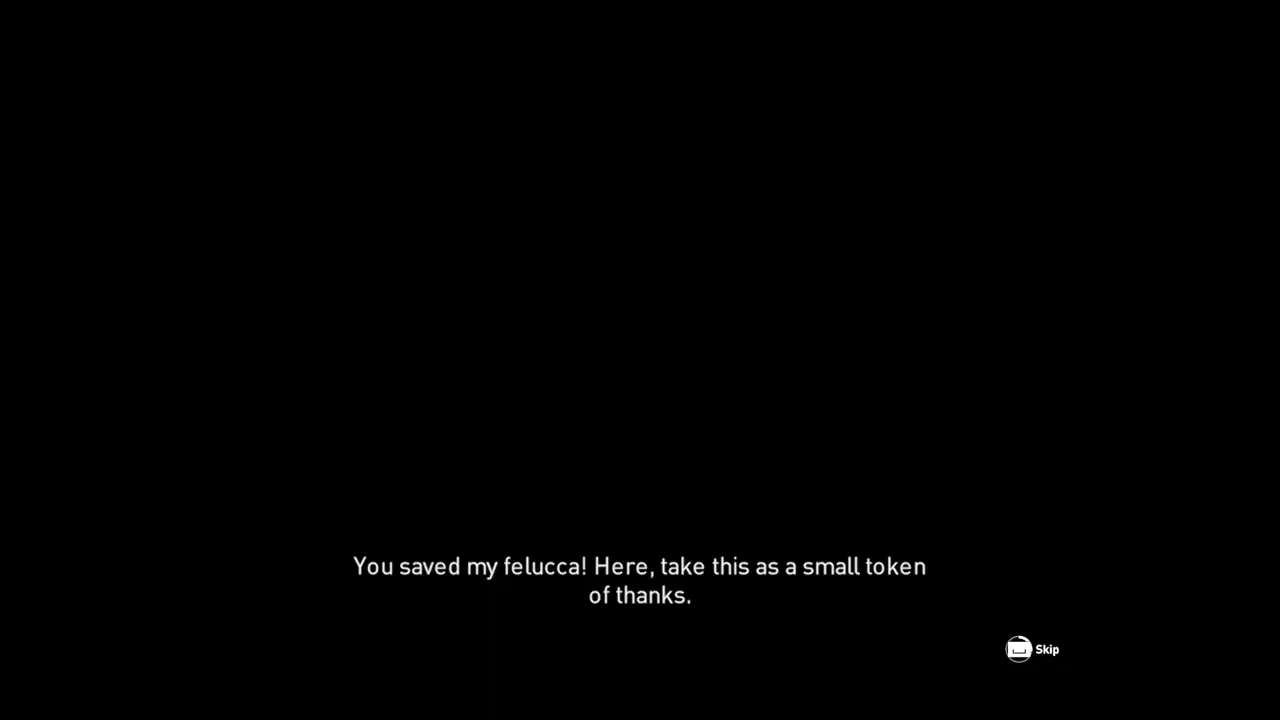 You saved my felucca! Here, take this as a small token
of thanks.
Skip